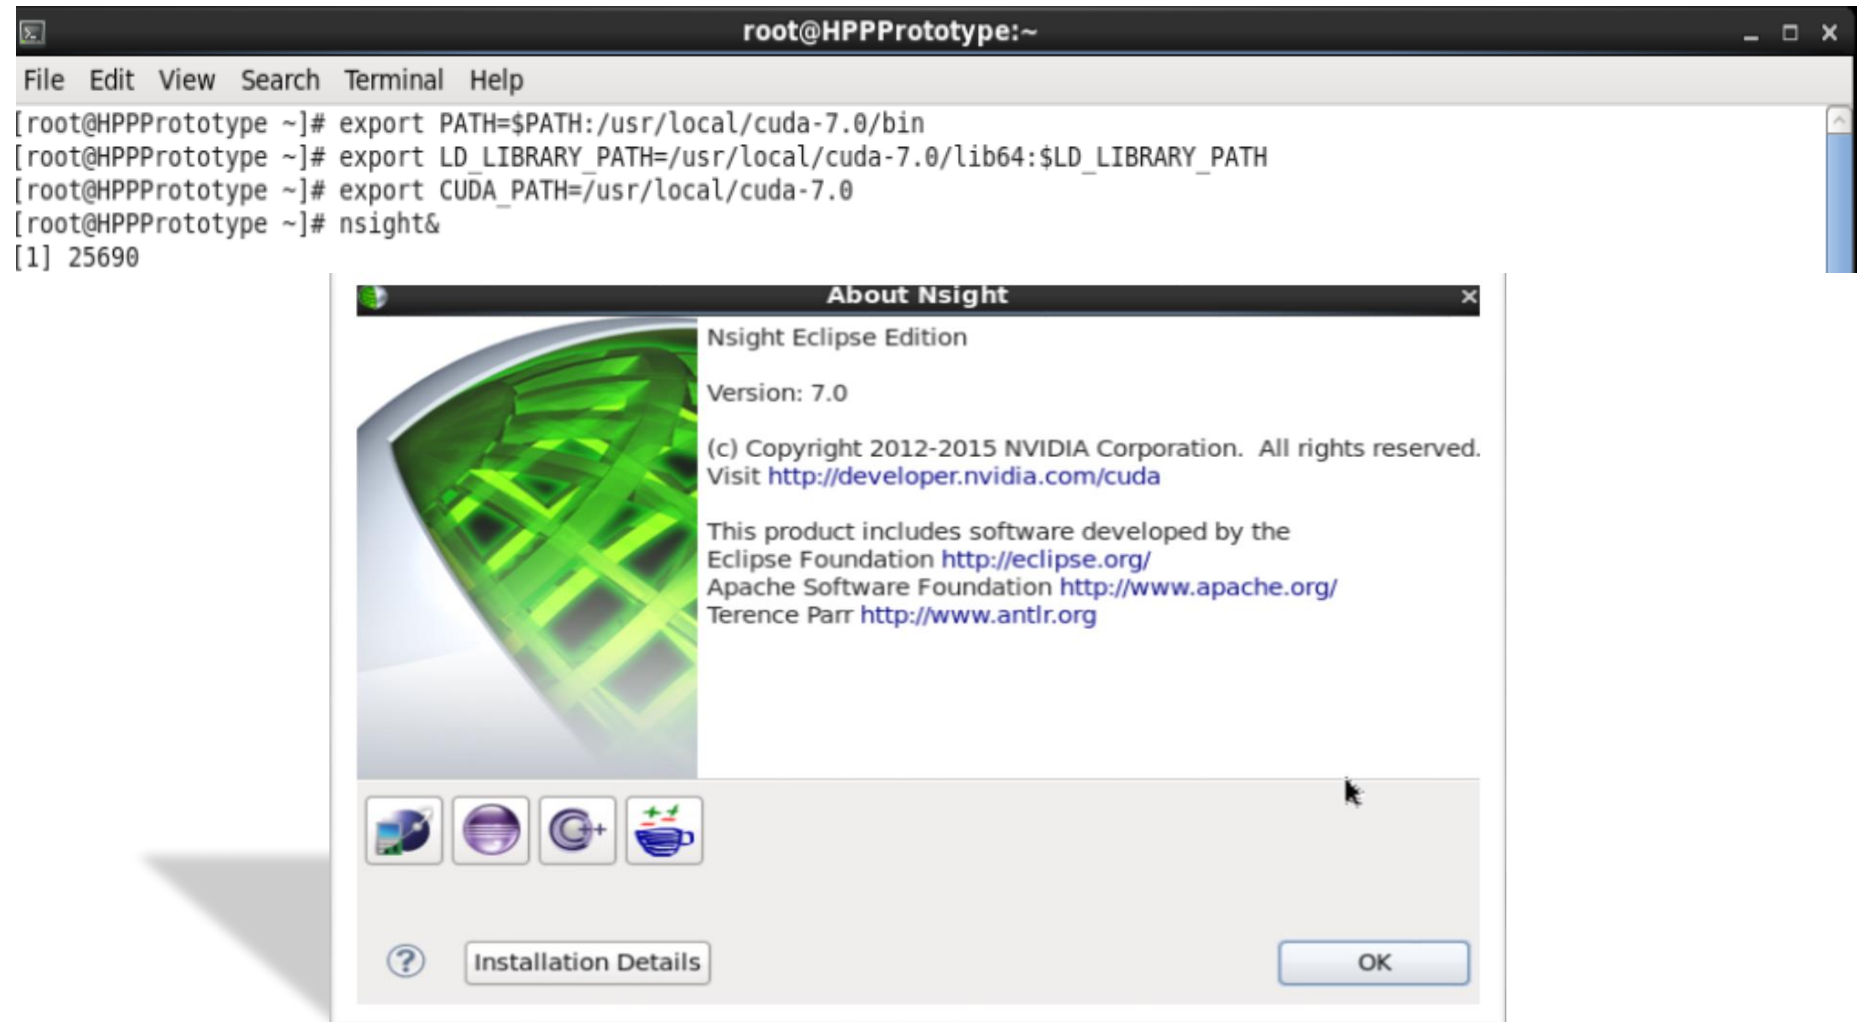 root@HPPPrototype:~
File Edit View Search Terminal Help
[root@HPPPrototype ~]# export PATH=$PATH:/usr/local/cuda-7.0/bin
[root@HPPPrototype ~]# export LD_LIBRARY_PATH=/usr/local/cuda-7.0/lib64:$LD_LIBRARY_PATH
[root@HPPPrototype ~]# export CUDA_PATH=/usr/local/cuda-7.0
[root@HPPPrototype ~]# nsight&
[1] 25690
About Nsight
Nsight Eclipse Edition
Version: 7.0
(c) Copyright 2012-2015 NVIDIA Corporation.  All rights reserved.
Visit http://developer.nvidia.com/cuda
This product includes software developed by the
Eclipse Foundation http://eclipse.org/
Apache Software Foundation http://www.apache.org/
Terence Parr http://www.antlr.org
C++
Installation Details
OK